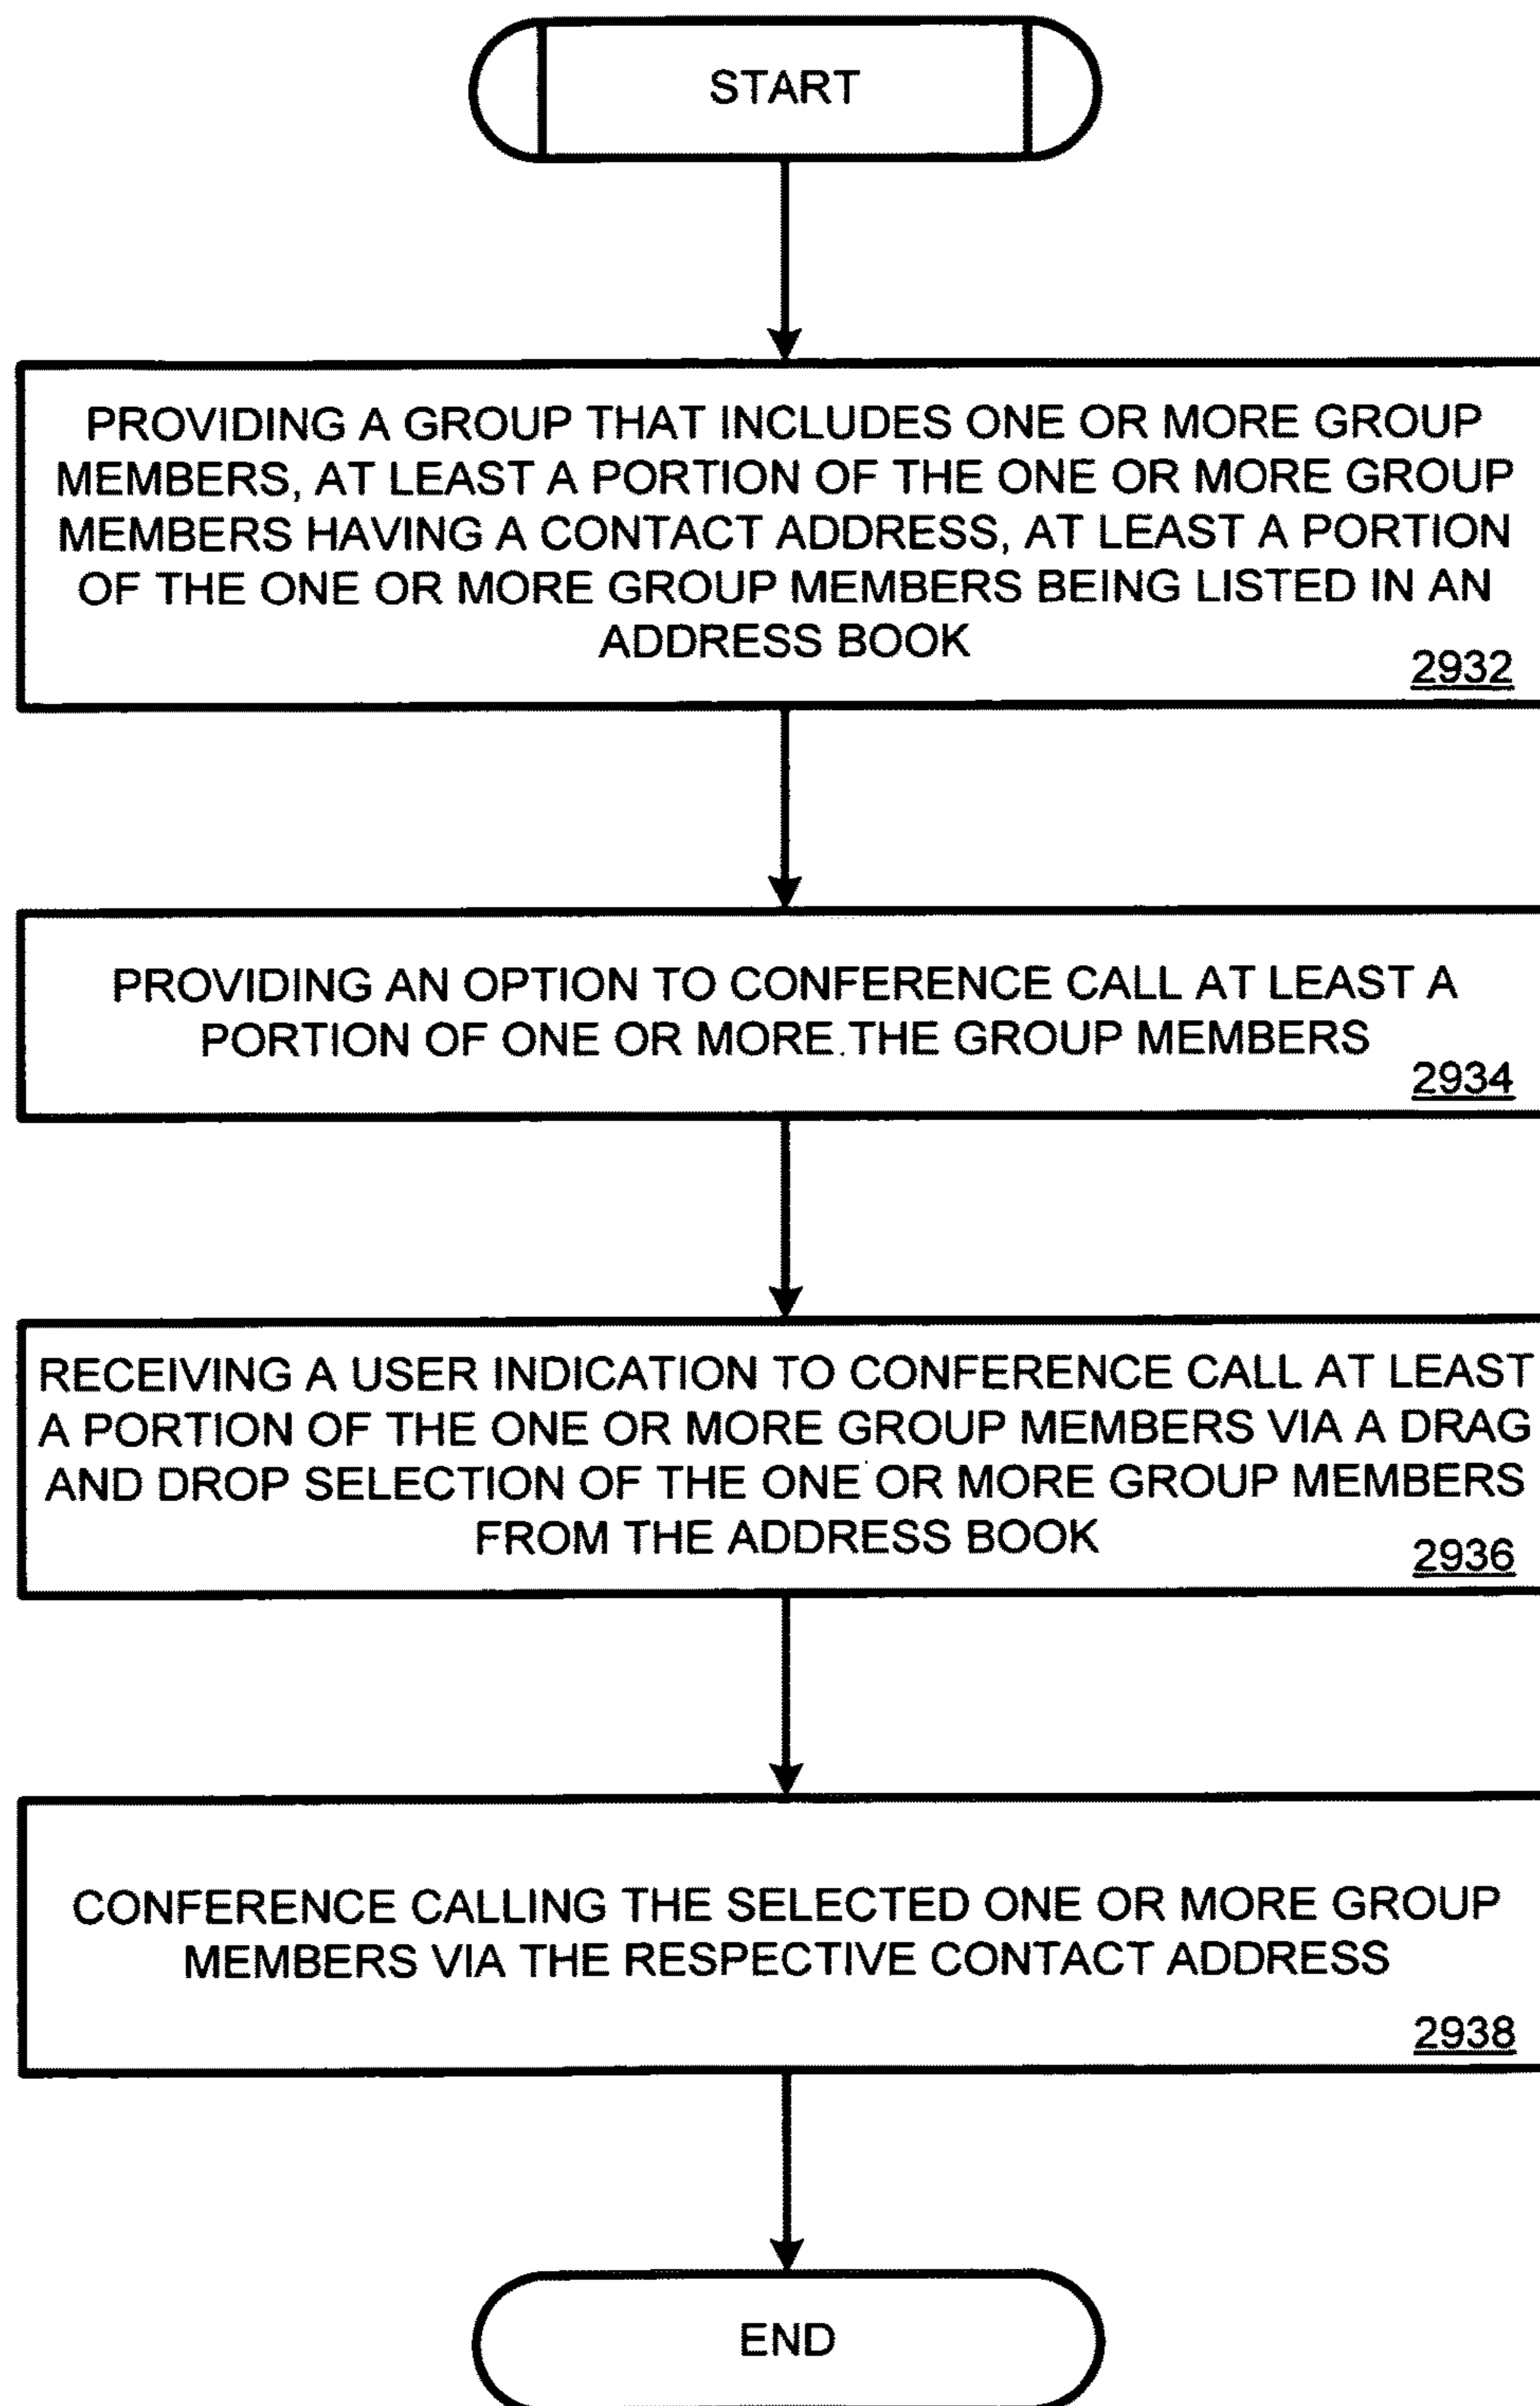 START
PROVIDING A GROUP THAT INCLUDES ONE OR MORE GROUP
MEMBERS, AT LEAST A PORTION OF THE ONE OR MORE GROUP
MEMBERS HAVING A CONTACT ADDRESS, AT LEAST A PORTION
OF THE ONE OR MORE GROUP MEMBERS BEING LISTED IN AN
ADDRESS BOOK
2932
PROVIDING AN OPTION TO CONFERENCE CALL AT LEAST A
PORTION OF ONE OR MORE THE GROUP MEMBERS
2934
RECEIVING A USER INDICATION TO CONFERENCE CALL AT LEAST
A PORTION OF THE ONE OR MORE GROUP MEMBERS VIA A DRAG
AND DROP SELECTION OF THE ONE OR MORE GROUP MEMBERS
FROM THE ADDRESS BOOK
2936
CONFERENCE CALLING THE SELECTED ONE OR MORE GROUP
MEMBERS VIA THE RESPECTIVE CONTACT ADDRESS
2938
END